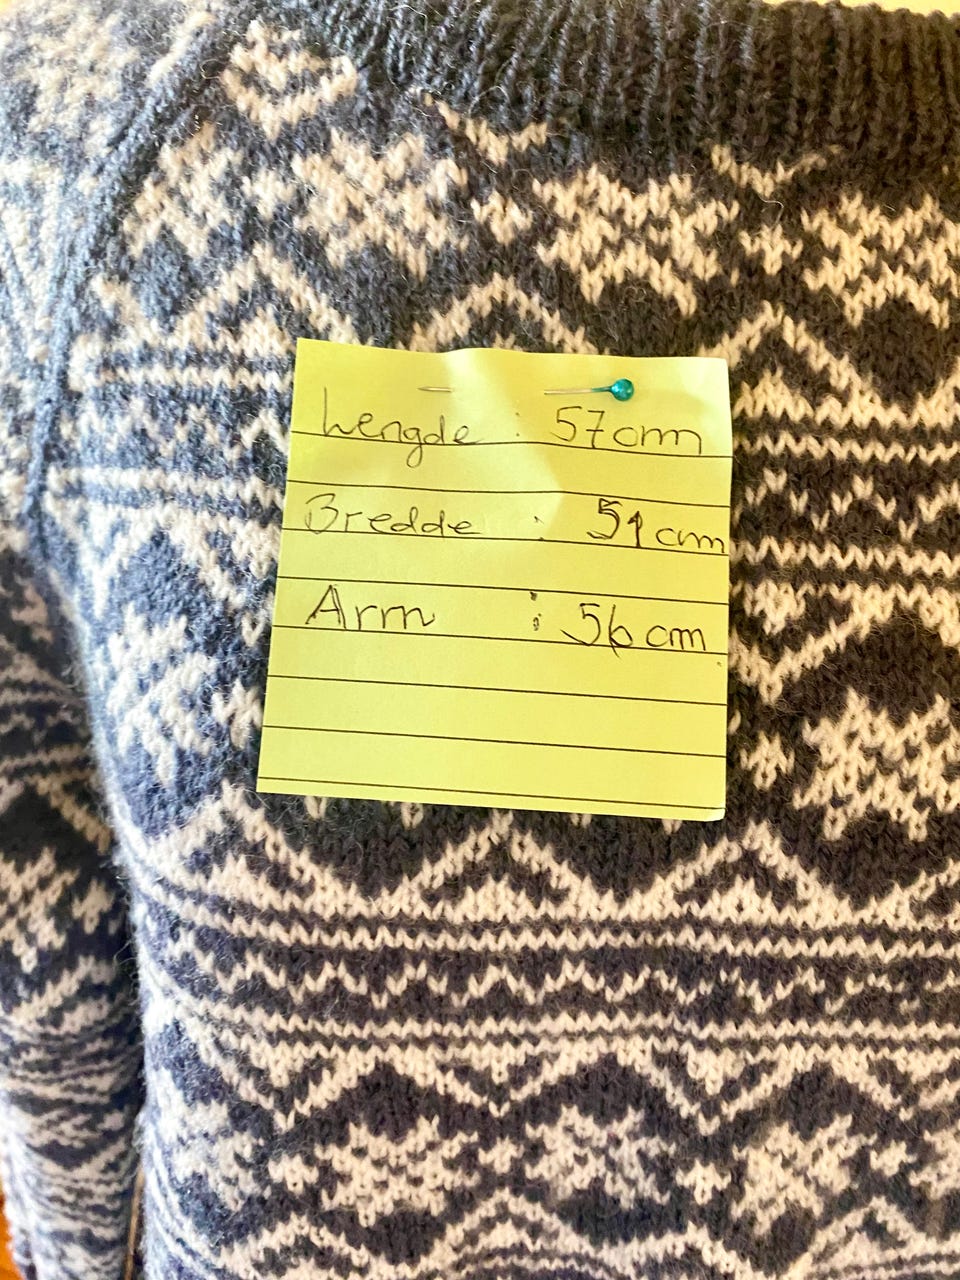 Lengde : 57cm
Bredde : 51cm
Arm : 56cm